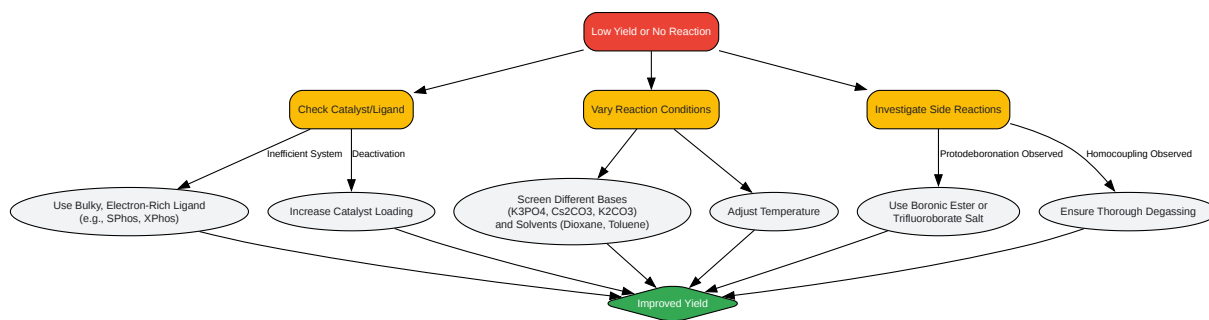 Low Yield or No Reaction
Check Catalyst/Ligand
Vary Reaction Conditions
Investigate Side Reactions
Inefficient System
Deactivation
Protodeboronation Observed
Homocoupling Observed
Use Bulky, Electron-Rich Ligand
(e.g., SPhos, XPhos)
Increase Catalyst Loading
Screen Different Bases
(K3PO4, Cs2CO3, K2CO3)
and Solvents (Dioxane, Toluene)
Adjust Temperature
Use Boronic Ester or
Trifluoroborate Salt
Ensure Thorough Degassing
Improved Yield